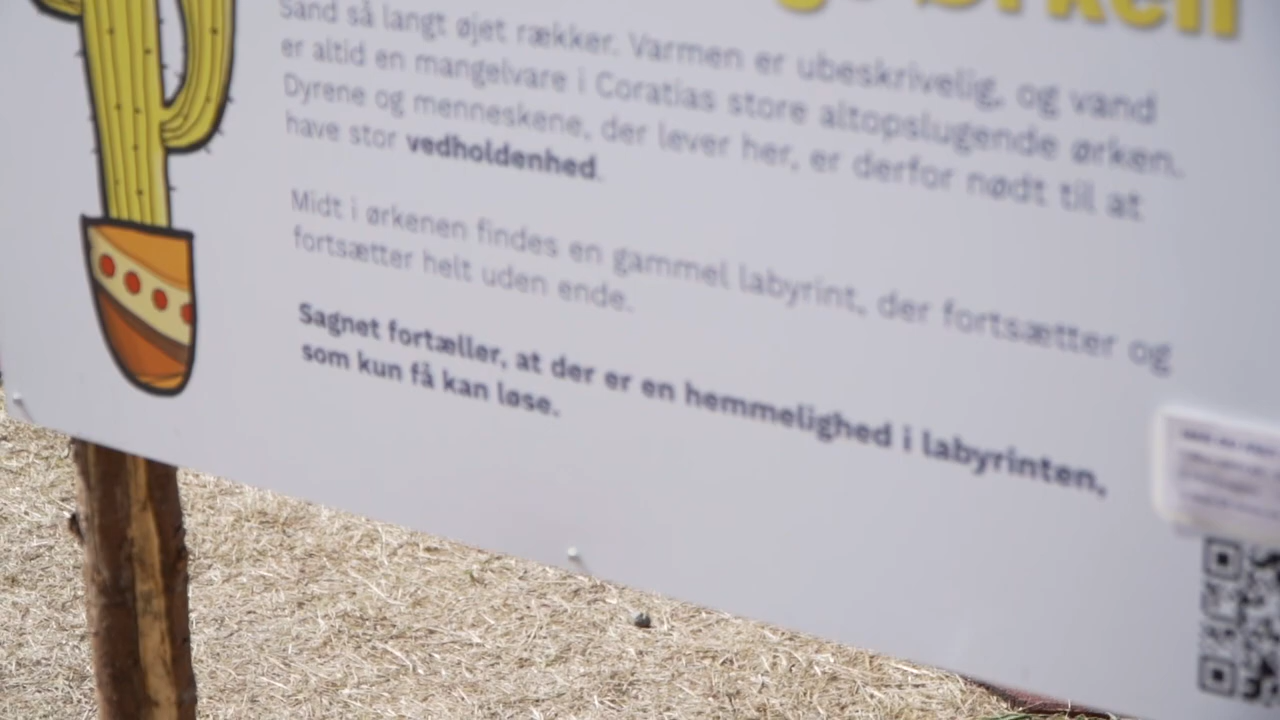 Ørken
Sand så langt øjet rækker. Varmen er ubeskrivelig, og vand
er altid en mangelvare i Coratias store altopslugende ørken.
Dyrene og menneskene, der lever her, er derfor nødt til at
have stor vedholdenhed.
Midt i ørkenen findes en gammel labyrint, der fortsætter og
fortsætter helt uden ende.
Sagnet fortæller, at der er en hemmelighed i labyrinten,
som kun få kan løse.